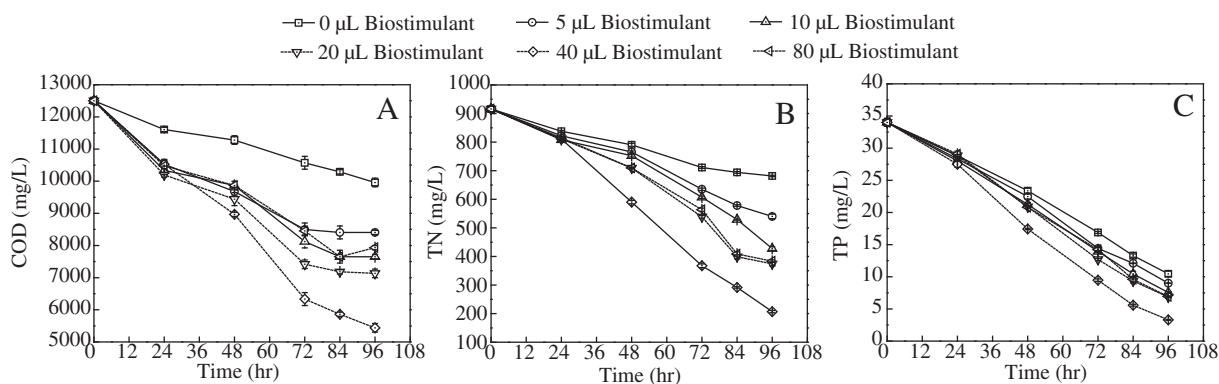 0 μL Biostimulant 5 μL Biostimulant 10 μL Biostimulant
20 μL Biostimulant 40 μL Biostimulant 80 μL Biostimulant
A
COD (mg/L)
13000
12000
11000
10000
9000
8000
7000
6000
5000
0 12 24 36 48 60 72 84 96 108
Time (hr)
B
TN (mg/L)
1000
900
800
700
600
500
400
300
200
100
0 12 24 36 48 60 72 84 96 108
Time (hr)
C
TP (mg/L)
40
35
30
25
20
15
10
5
0
0 12 24 36 48 60 72 84 96 108
Time (hr)